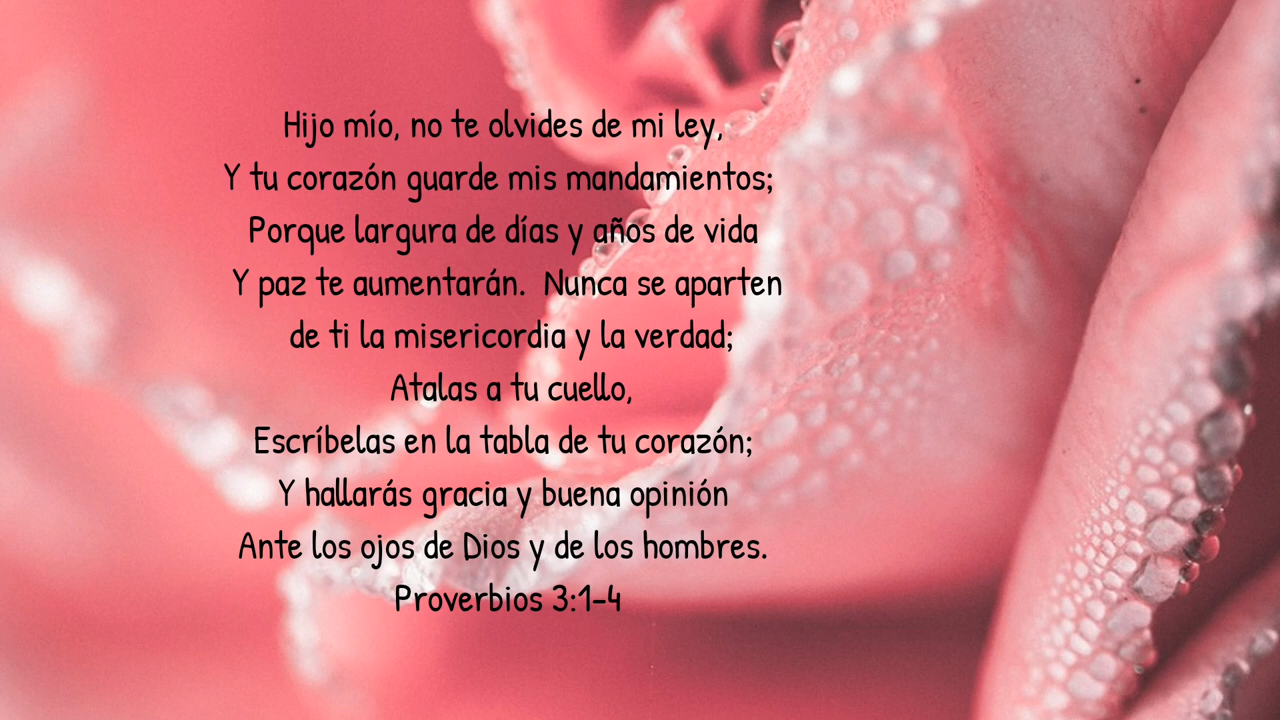 Hijo mío, no te olvides de mi ley,
Y tu corazón guarde mis mandamientos;
Porque largura de días y años de vida
Y paz te aumentarán.  Nunca se aparten
de ti la misericordia y la verdad;
Atalas a tu cuello,
Escríbelas en la tabla de tu corazón;
Y hallarás gracia y buena opinión
Ante los ojos de Dios y de los hombres.
Proverbios 3:1-4